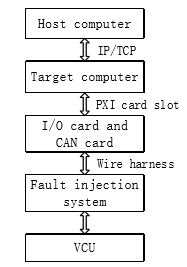 Host computer
IP/TCP
Target computer
PXI card slot
I/O card and
CAN card
Wire harness
Fault injection
system
VCU